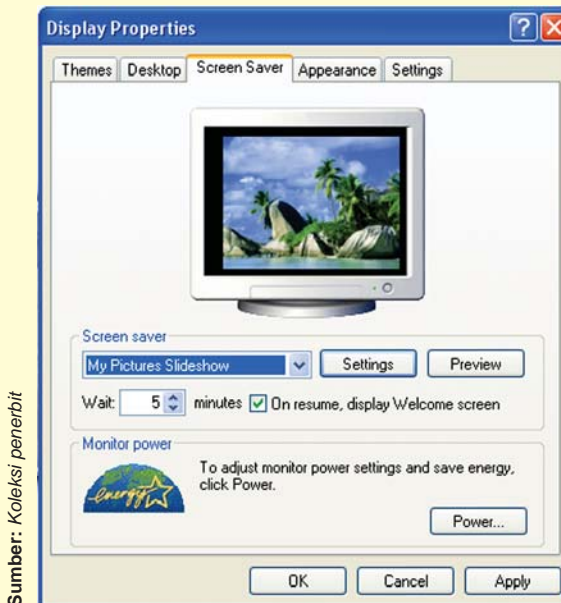 Display Properties
Themes Desktop Screen Saver Appearance Settings
Screen saver
My Pictures Slideshow Settings Preview
Wait: 5 minutes On resume, display Welcome screen
Monitor power
energy
To adjust monitor power settings and save energy,
click Power.
Power...
OK Cancel Apply
Sumber: Koleksi penerbit